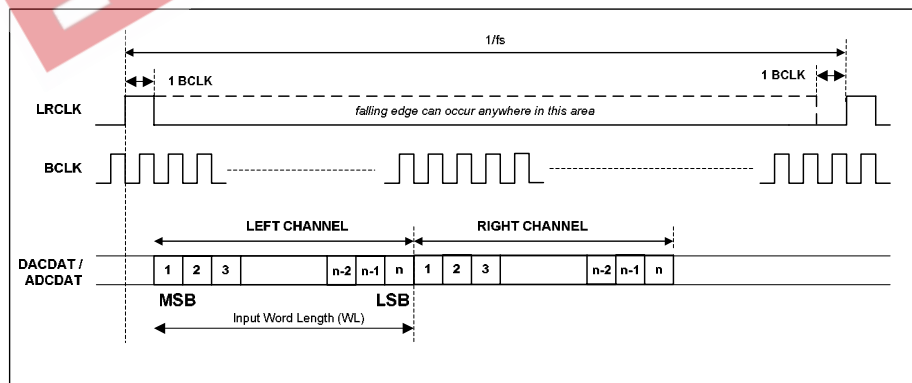 1/fs
1 BCLK
1 BCLK
LRCLK
falling edge can occur anywhere in this area
BCLK
LEFT CHANNEL
RIGHT CHANNEL
DACDAT /
ADCDAT
1 2 3 n-2 n-1 n 1 2 3 n-2 n-1 n
MSB LSB
Input Word Length (WL)